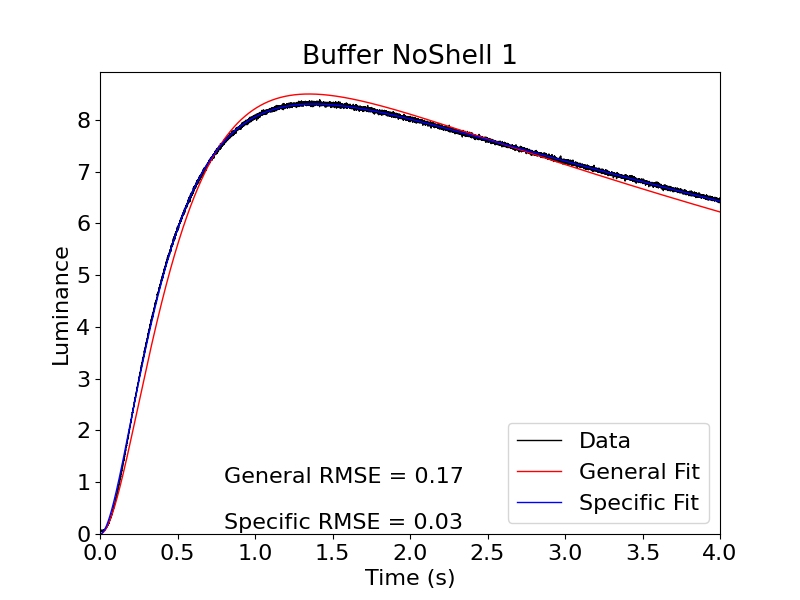 Buffer NoShell 1
Luminance
8
7
6
5
4
3
2
1
0
General RMSE = 0.17
Specific RMSE = 0.03
Data
General Fit
Specific Fit
0.0 0.5 1.0 1.5 2.0 2.5 3.0 3.5 4.0
Time (s)